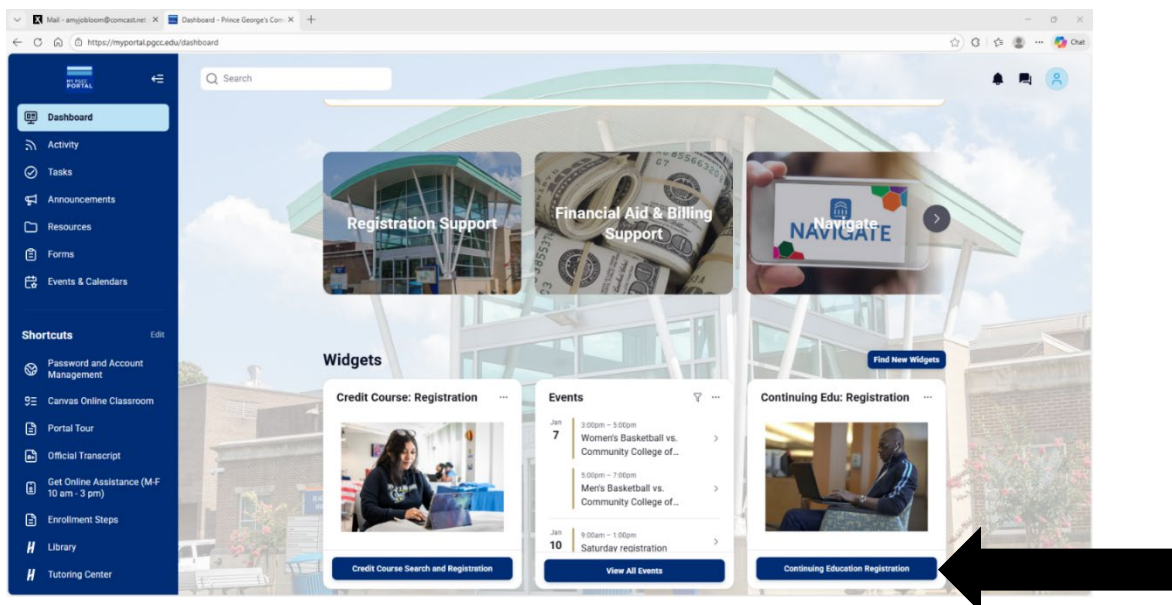 Mail - amyjobloom@comcast.net
Dashboard - Prince George's Com
https://myportal.pgcc.edu/dashboard
Chat
MY PGCC
PORTAL
Search
Dashboard
Activity
Tasks
Announcements
Resources
Forms
Events & Calendars
Shortcuts
Edit
Password and Account
Management
Canvas Online Classroom
Portal Tour
Official Transcript
Get Online Assistance (M-F
10 am - 3 pm)
Enrollment Steps
Library
Tutoring Center
Registration Support
Financial Aid & Billing
Support
Navigate
NAVIGATE
Widgets
Find New Widgets
Credit Course: Registration
Credit Course Search and Registration
Events
Jan
7
3:00pm – 5:00pm
Women's Basketball vs.
Community College of...
5:00pm – 7:00pm
Men's Basketball vs.
Community College of...
Jan
10
9:00am – 1:00pm
Saturday registration
View All Events
Continuing Edu: Registration
Continuing Education Registration